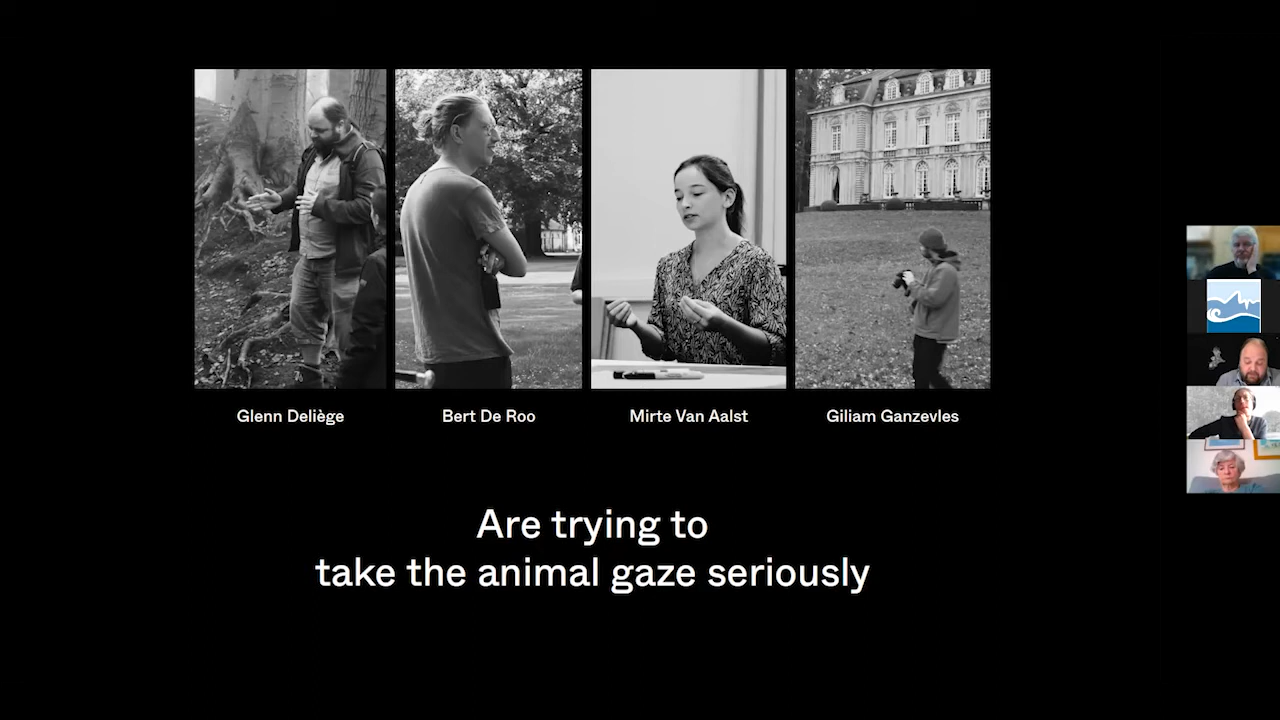 Glenn Deliège
Bert De Roo
Mirte Van Aalst
Giliam Ganzevles
Are trying to
take the animal gaze seriously